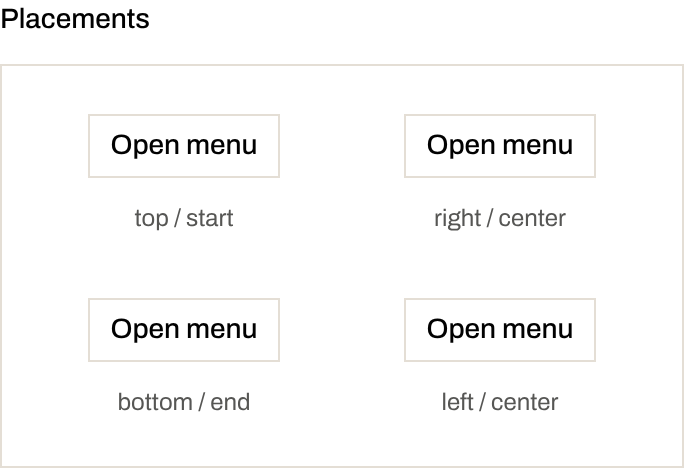 Placements
Open menu
Open menu
top / start
right / center
Open menu
Open menu
bottom / end
left / center